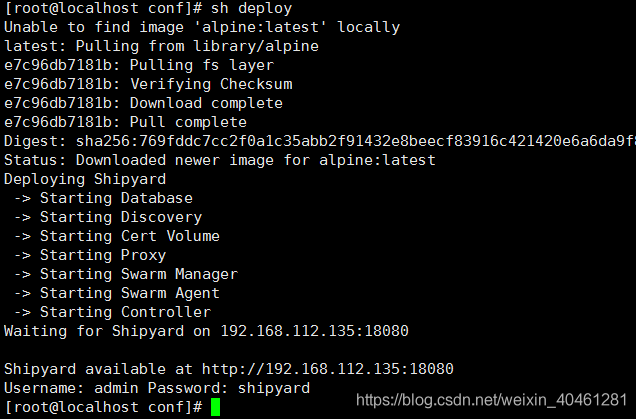 [root@localhost conf]# sh deploy
Unable to find image 'alpine:latest' locally
latest: Pulling from library/alpine
e7c96db7181b: Pulling fs layer
e7c96db7181b: Verifying Checksum
e7c96db7181b: Download complete
e7c96db7181b: Pull complete
Digest: sha256:769fddc7cc2f0a1c35abb2f91432e8beecf83916c421420e6a6da9f8
Status: Downloaded newer image for alpine:latest
Deploying Shipyard
 -> Starting Database
 -> Starting Discovery
 -> Starting Cert Volume
 -> Starting Proxy
 -> Starting Swarm Manager
 -> Starting Swarm Agent
 -> Starting Controller
Waiting for Shipyard on 192.168.112.135:18080
Shipyard available at http://192.168.112.135:18080
Username: admin Password: shipyard
[root@localhost conf]#
https://blog.csdn.net/weixin_40461281